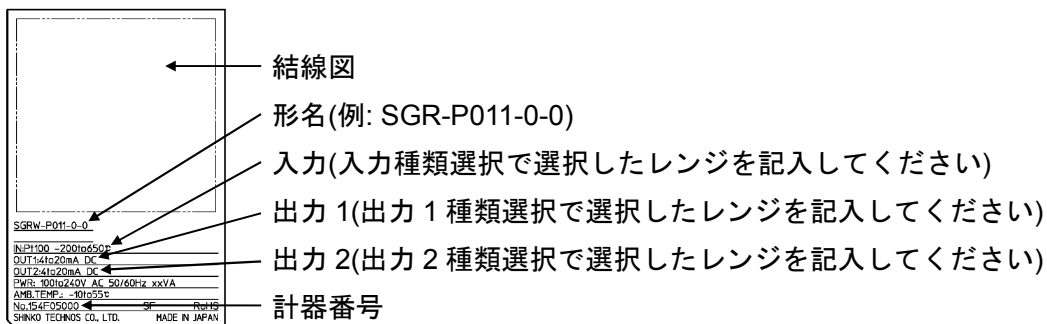 結線図
形名(例: SGR-P011-0-0)
入力(入力種類選択で選択したレンジを記入してください)
出力 1(出力 1 種類選択で選択したレンジを記入してください)
出力 2(出力 2 種類選択で選択したレンジを記入してください)
計器番号
SGRW-P011-0-0
IN:Pt100 -200to650℃
OUT1:4to20mA DC
OUT2:4to20mA DC
PWR: 100to240V AC 50/60Hz xxVA
AMB.TEMP.: -10to55℃
No.154F05000 SF RoHS
SHINKO TECHNOS CO., LTD. MADE IN JAPAN